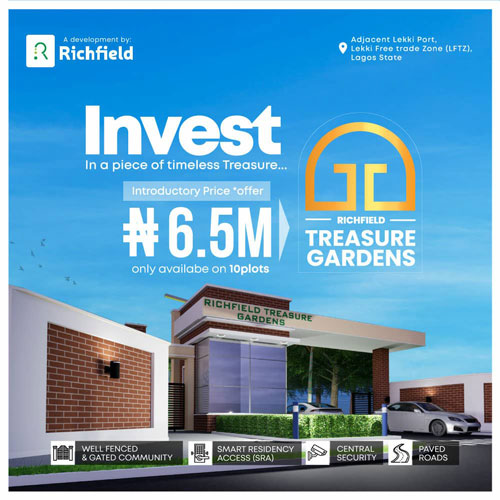 A development by:
Richfield
Adjacent Lekki Port,
Lekki Free trade Zone (LFTZ),
Lagos State
Invest
In a piece of timeless Treasure...
Introductory Price *offer
₦ 6.5M
only availabe on 10plots
RICHFIELD
TREASURE
GARDENS
RICHFIELD TREASURE
GARDENS
WELL FENCED
& GATED COMMUNITY
SMART RESIDENCY
ACCESS (SRA)
CENTRAL
SECURITY
PAVED
ROADS